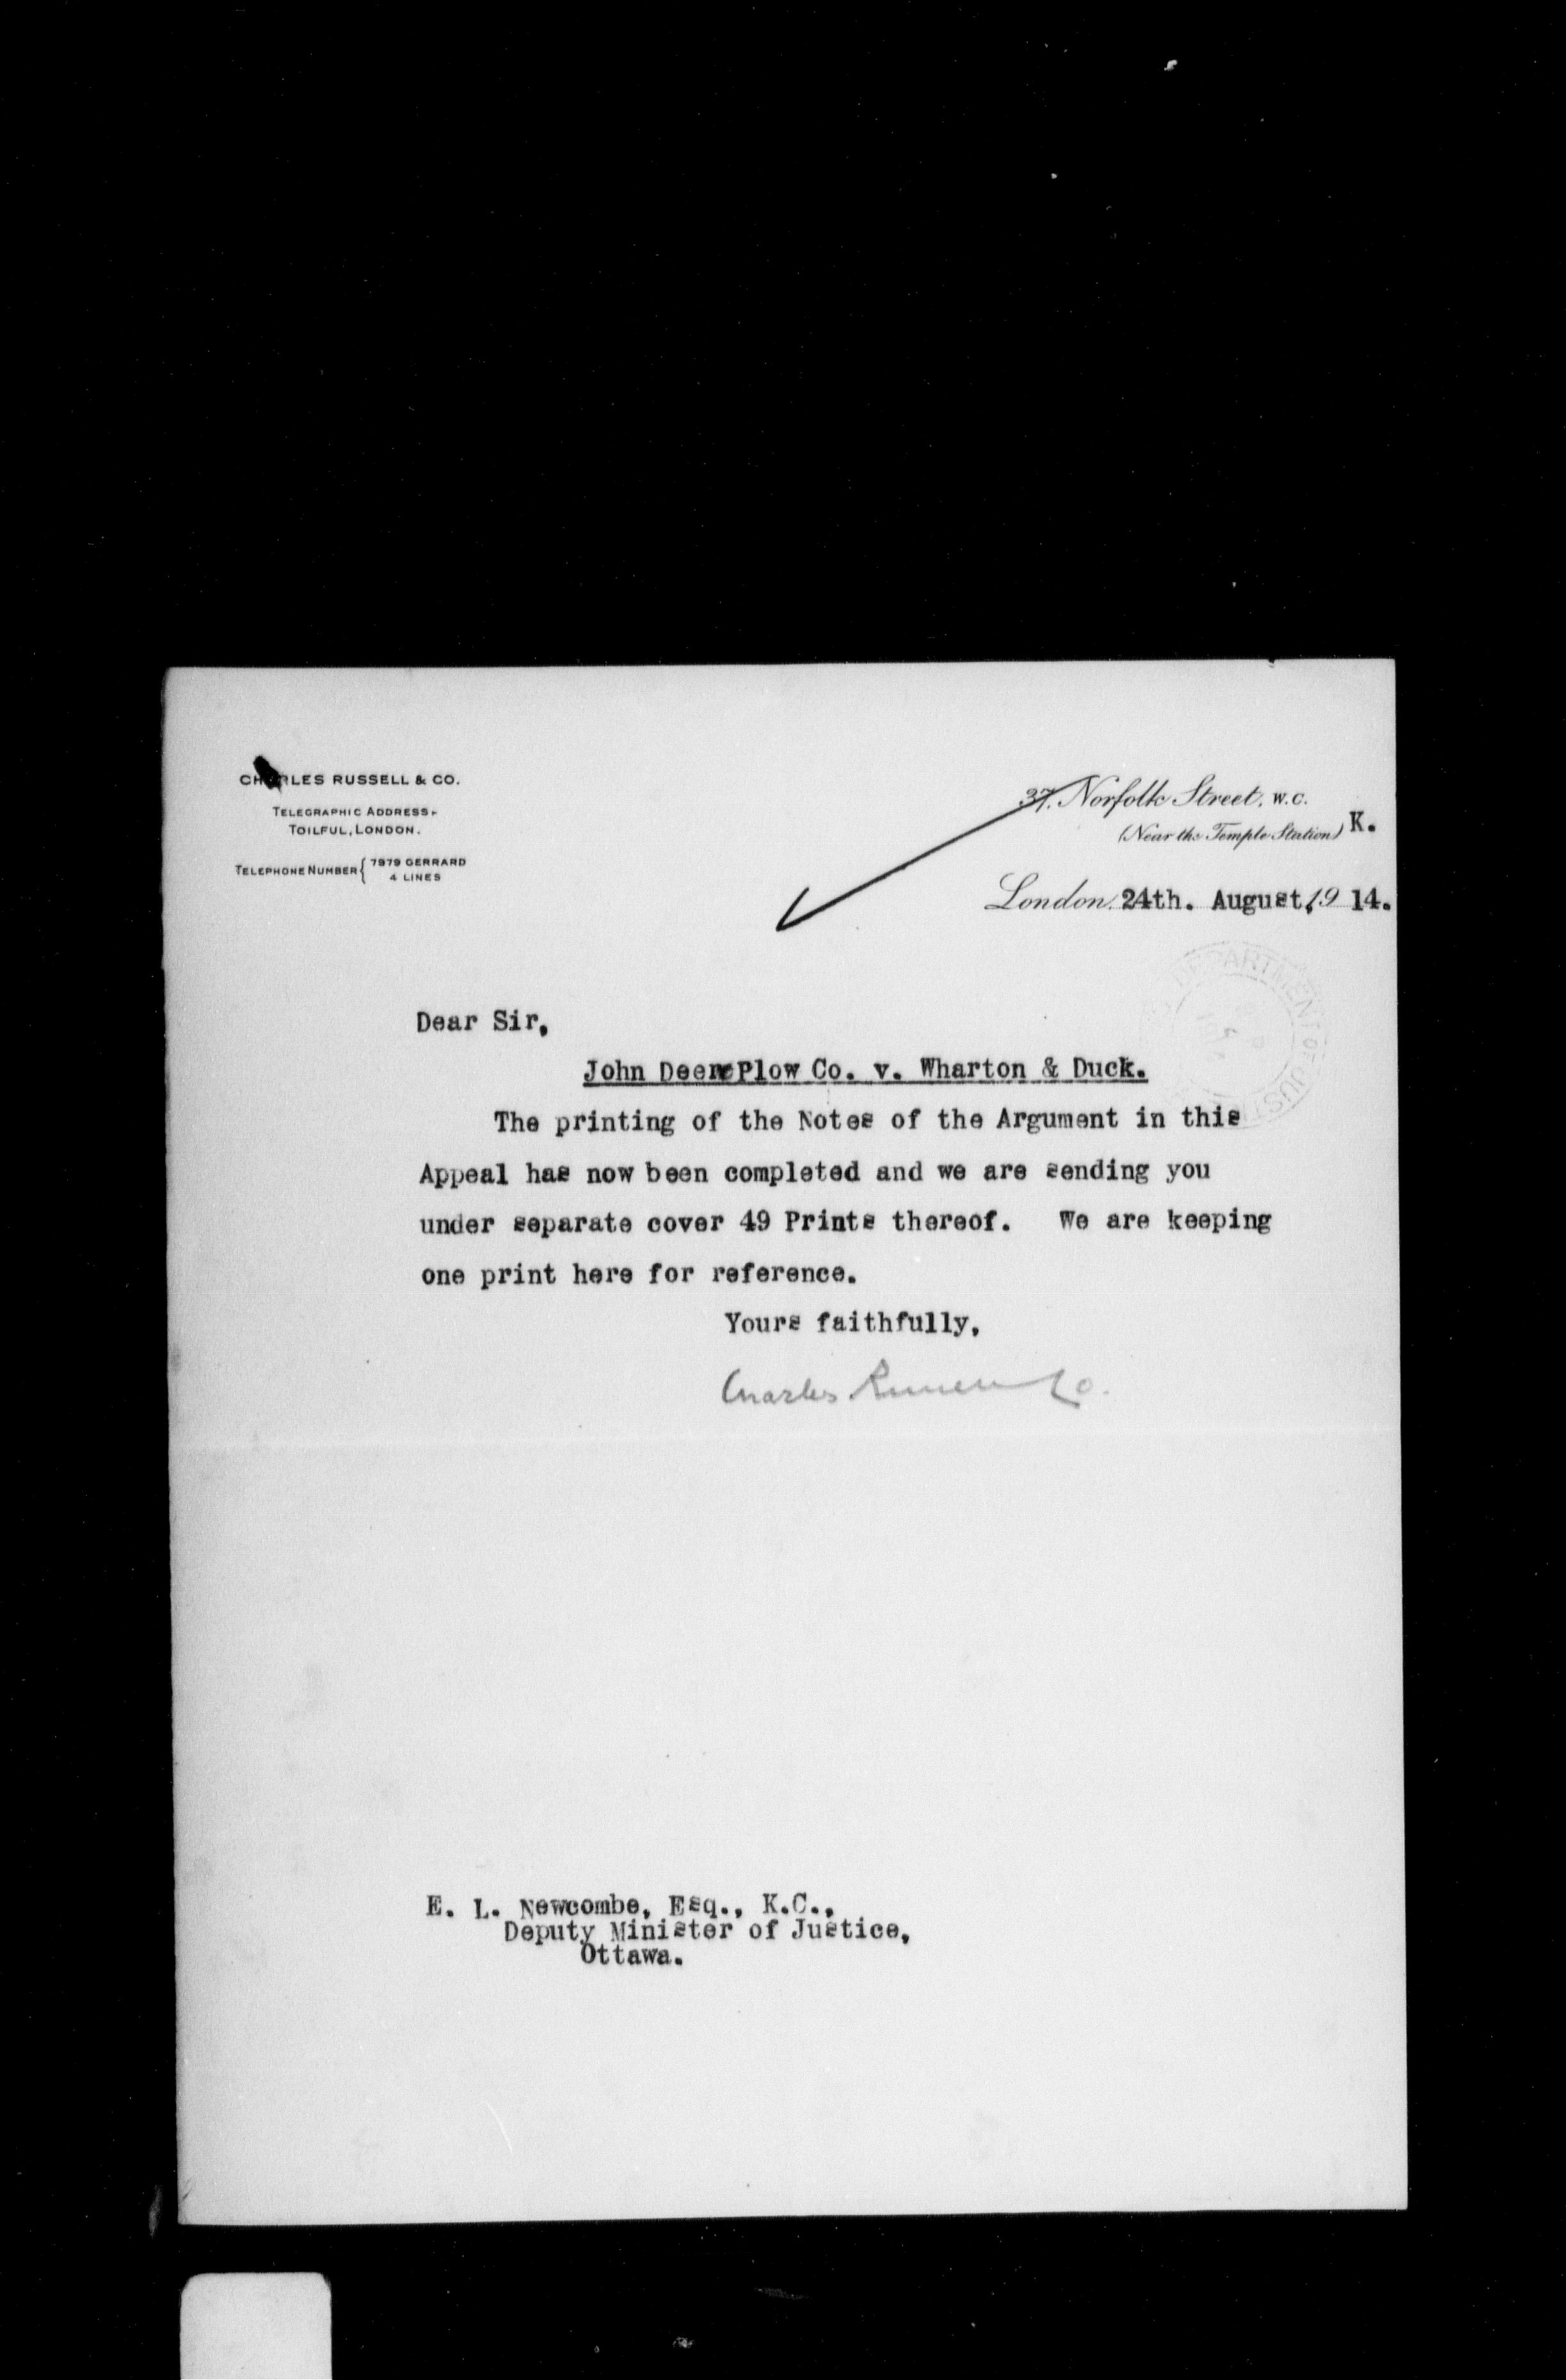 CHARLES RUSSELL & CO.
TELEGRAPHIC ADDRESS:-
TOILFUL, LONDON.
TELEPHONE NUMBER { 7979 GERRARD
4 LINES
37, Norfolk Street, W.C.
(Near the Temple Station)
K.
London, 24th. August, 19 14.
DEPARTMENT OF JUSTICE
Dear Sir,
John Deere Plow Co. v. Wharton & Duck.
The printing of the Notes of the Argument in this
Appeal has now been completed and we are sending you
under separate cover 49 Prints thereof. We are keeping
one print here for reference.
Yours faithfully,
Charles Russell & Co.
E. L. Newcombe, Esq., K.C.,
Deputy Minister of Justice,
Ottawa.